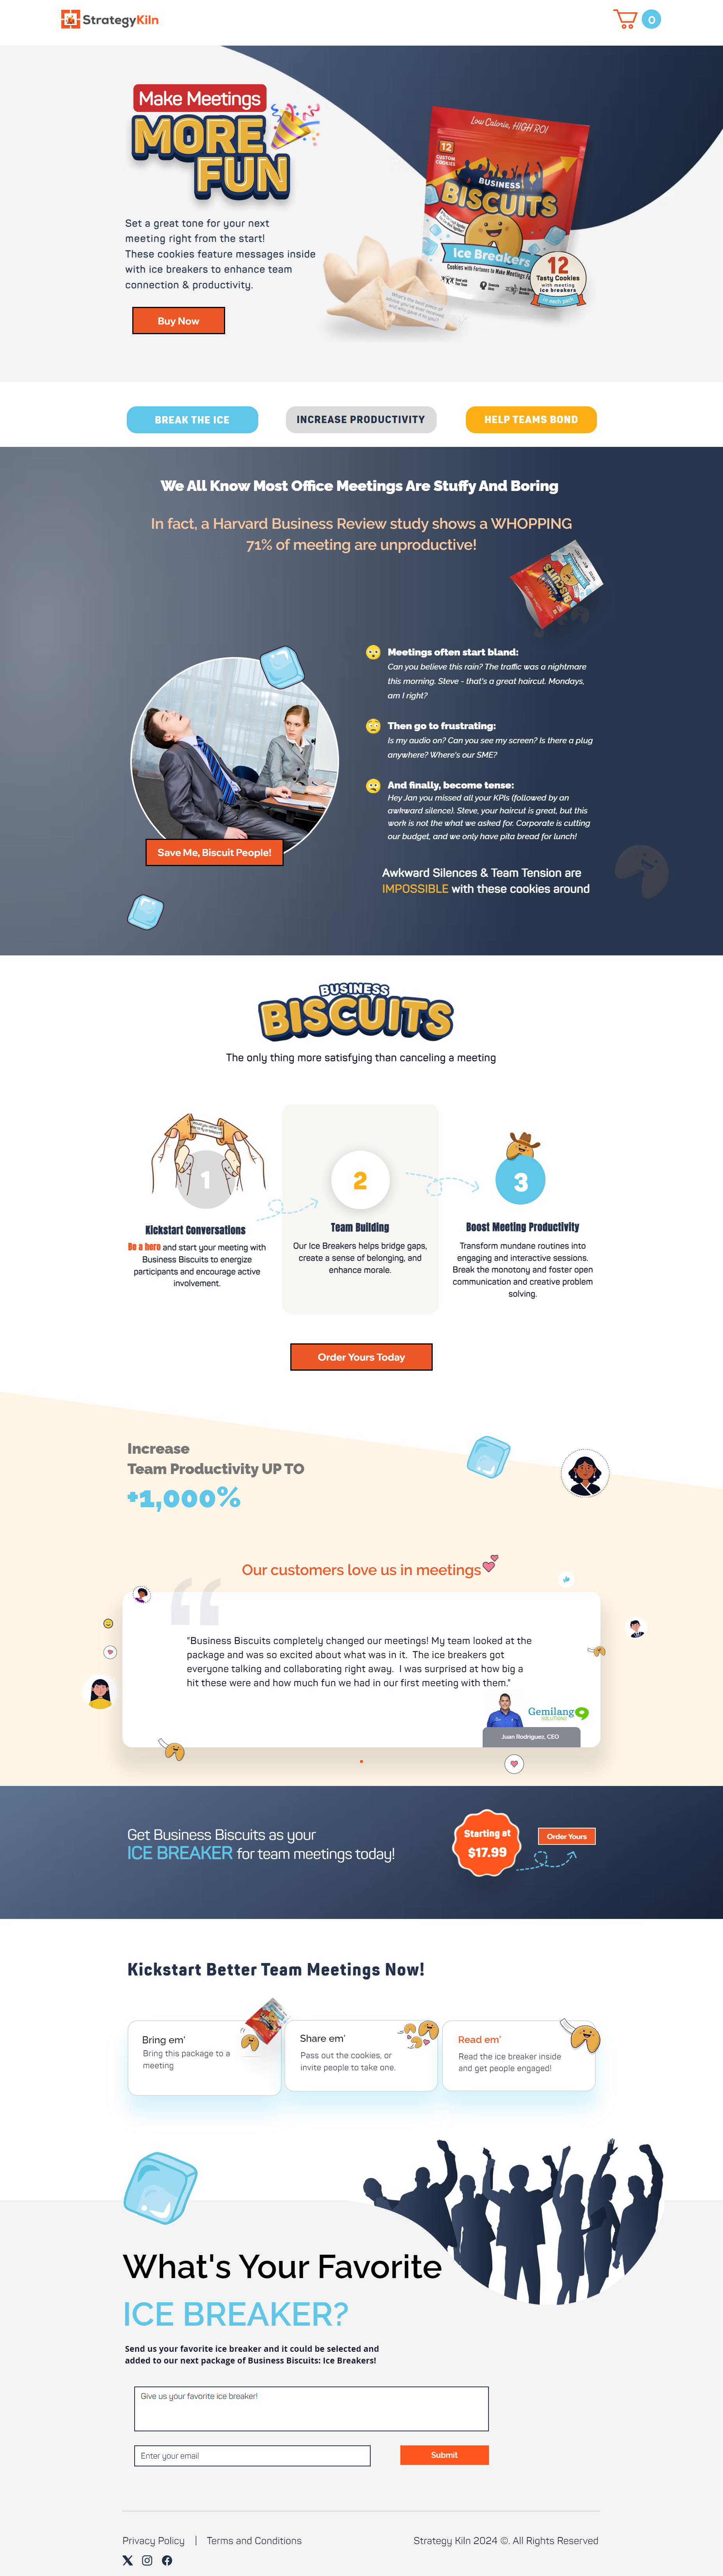 StrategyKiln
0
Make Meetings
MORE
FUN
Set a great tone for your next
meeting right from the start!
These cookies feature messages inside
with ice breakers to enhance team
connection & productivity.
Buy Now
Low Calorie, HIGH ROI
12
CUSTOM
COOKIES
BUSINESS
BISCUITS
Ice Breakers
Cookies with Fortunes to Make Meetings
12
Tasty Cookies
with meeting
ice breakers
in each pack
BREAK THE ICE
INCREASE PRODUCTIVITY
HELP TEAMS BOND
We All Know Most Office Meetings Are Stuffy And Boring
In fact, a Harvard Business Review study shows a WHOPPING
71% of meeting are unproductive!
Meetings often start bland:
Can you believe this rain? The traffic was a nightmare
this morning. Steve - that's a great haircut. Mondays,
am I right?
Then go to frustrating:
Is my audio on? Can you see my screen? Is there a plug
anywhere? Where's our SME?
And finally, become tense:
Hey Jan you missed all your KPIs (followed by an
awkward silence). Steve, your haircut is great, but this
work is not the what we asked for. Corporate is cutting
our budget, and we only have pita bread for lunch!
Save Me, Biscuit People!
Awkward Silences & Team Tension are
IMPOSSIBLE with these cookies around
BUSINESS
BISCUITS
The only thing more satisfying than canceling a meeting
1
2
3
Kickstart Conversations
Be a hero and start your meeting with
Business Biscuits to energize
participants and encourage active
involvement.
Team Building
Our Ice Breakers helps bridge gaps,
create a sense of belonging, and
enhance morale.
Boost Meeting Productivity
Transform mundane routines into
engaging and interactive sessions.
Break the monotony and foster open
communication and creative problem
solving.
Order Yours Today
Increase
Team Productivity UP TO
+1,000%
Our customers love us in meetings
"Business Biscuits completely changed our meetings! My team looked at the
package and was so excited about what was in it. The ice breakers got
everyone talking and collaborating right away. I was surprised at how big a
hit these were and how much fun we had in our first meeting with them."
Gemilang
SOLUTIONS
Juan Rodriguez, CEO
Get Business Biscuits as your
ICE BREAKER for team meetings today!
Starting at
$17.99
Order Yours
Kickstart Better Team Meetings Now!
Bring em'
Bring this package to a
meeting
Share em'
Pass out the cookies, or
invite people to take one.
Read em'
Read the ice breaker inside
and get people engaged!
What's Your Favorite
ICE BREAKER?
Send us your favorite ice breaker and it could be selected and
added to our next package of Business Biscuits: Ice Breakers!
Give us your favorite ice breaker!
Enter your email
Submit
Privacy Policy | Terms and Conditions
Strategy Kiln 2024 ©. All Rights Reserved